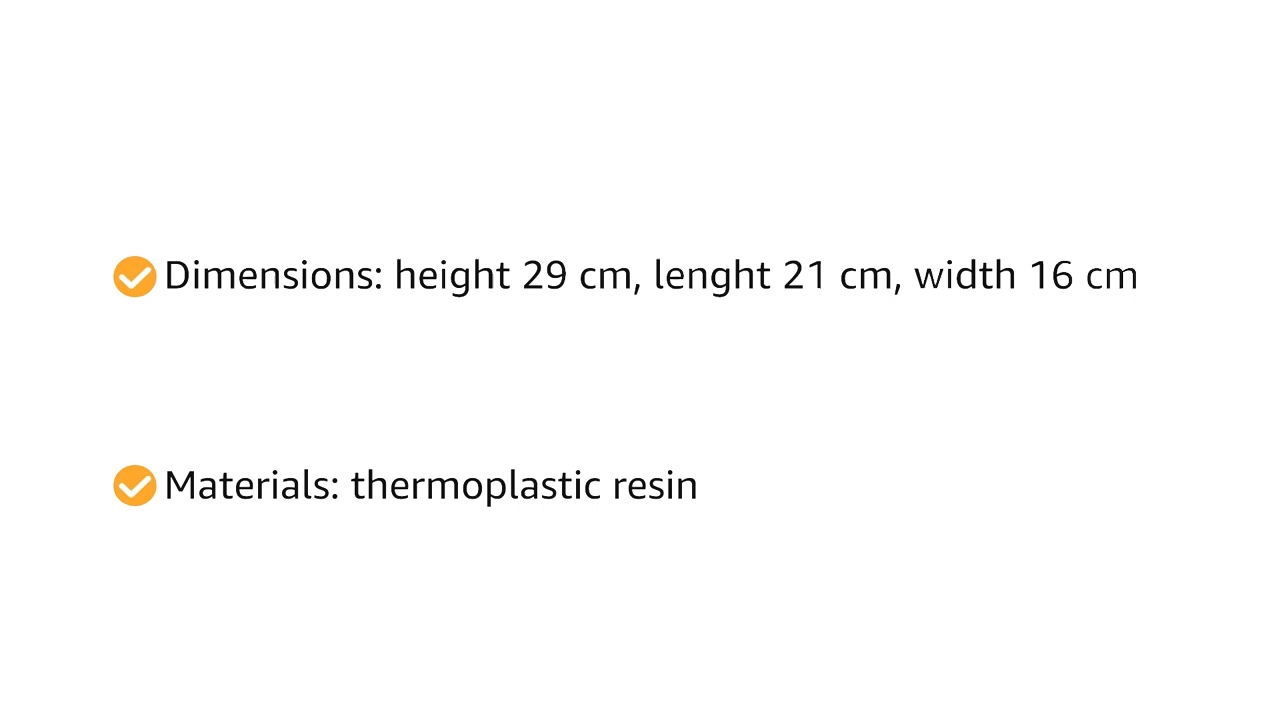 Dimensions: height 29 cm, lenght 21 cm, width 16 cm
Materials: thermoplastic resin